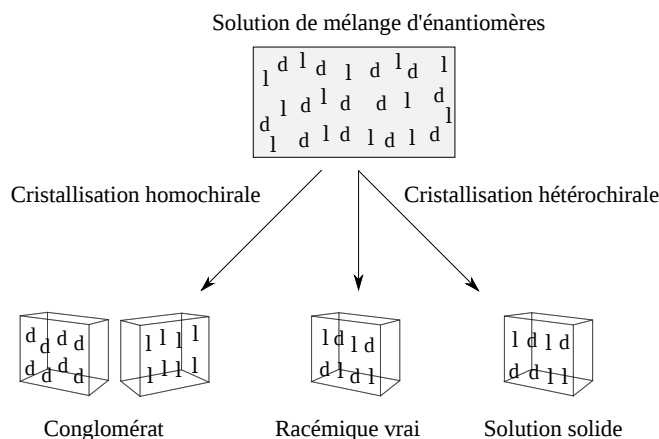 Solution de mélange d'énantiomères
l d l d l d l d l
l d l d d d l d l
d l d l d l d l d
Cristallisation homochirale
Cristallisation hétérochirale
d d d d
d d d d
l l l l
l l l l
l d l d
d l d l
l d l d
d d l l
Conglomérat
Racémique vrai
Solution solide